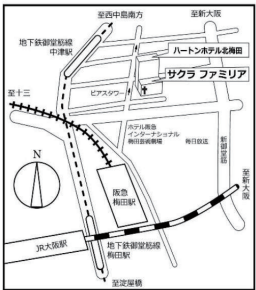 至西中島南方
至新大阪
地下鉄御堂筋線
中津駅
ハートンホテル北梅田
サクラ ファミリア
ピアスタワー
至十三
ホテル阪急
インターナショナル
梅田芸術劇場
毎日放送
新御堂筋
N
阪急
梅田駅
至新大阪
JR大阪駅
地下鉄御堂筋線
梅田駅
至淀屋橋